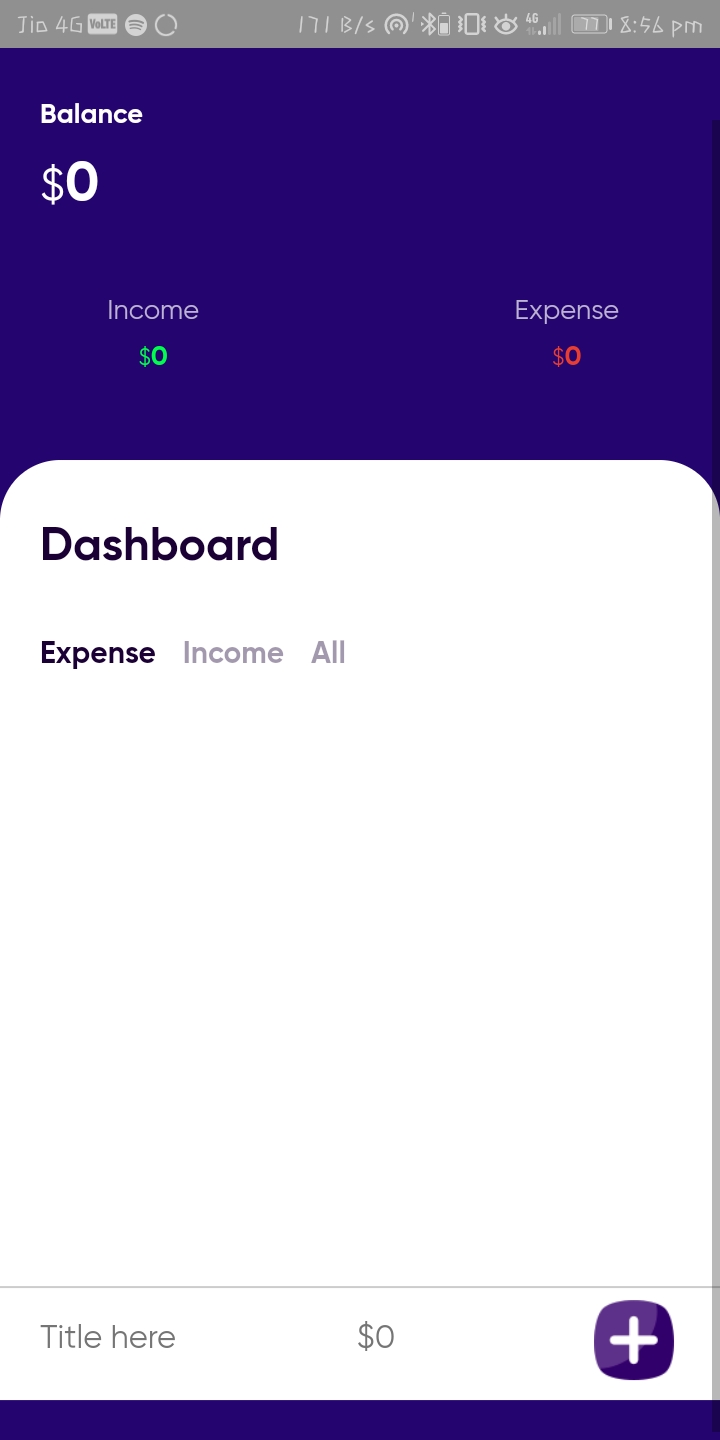 Jio 4G VoLTE 171 B/s 4G 77 8:56 pm
Balance
$0
Income Expense
$0 $0
Dashboard
Expense Income All
Title here $0